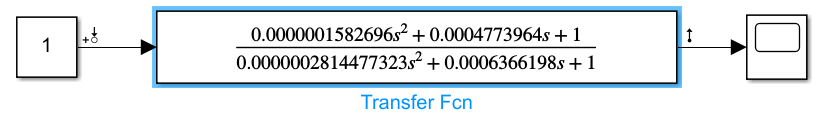 1
0.0000001582696s² + 0.0004773964s + 1
0.0000002814477323s² + 0.0006366198s + 1
Transfer Fcn